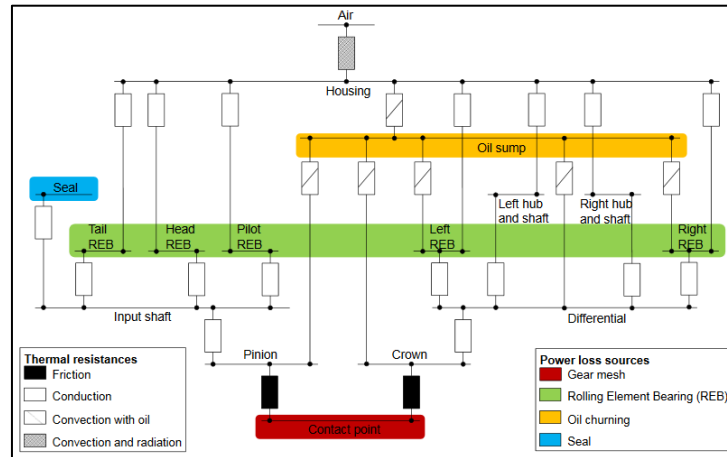 Air
Housing
Oil sump
Seal
Left hub
and shaft
Right hub
and shaft
Tail
REB
Head
REB
Pilot
REB
Left
REB
Right
REB
Input shaft
Differential
Pinion
Crown
Contact point
Thermal resistances
Friction
Conduction
Convection with oil
Convection and radiation
Power loss sources
Gear mesh
Rolling Element Bearing (REB)
Oil churning
Seal